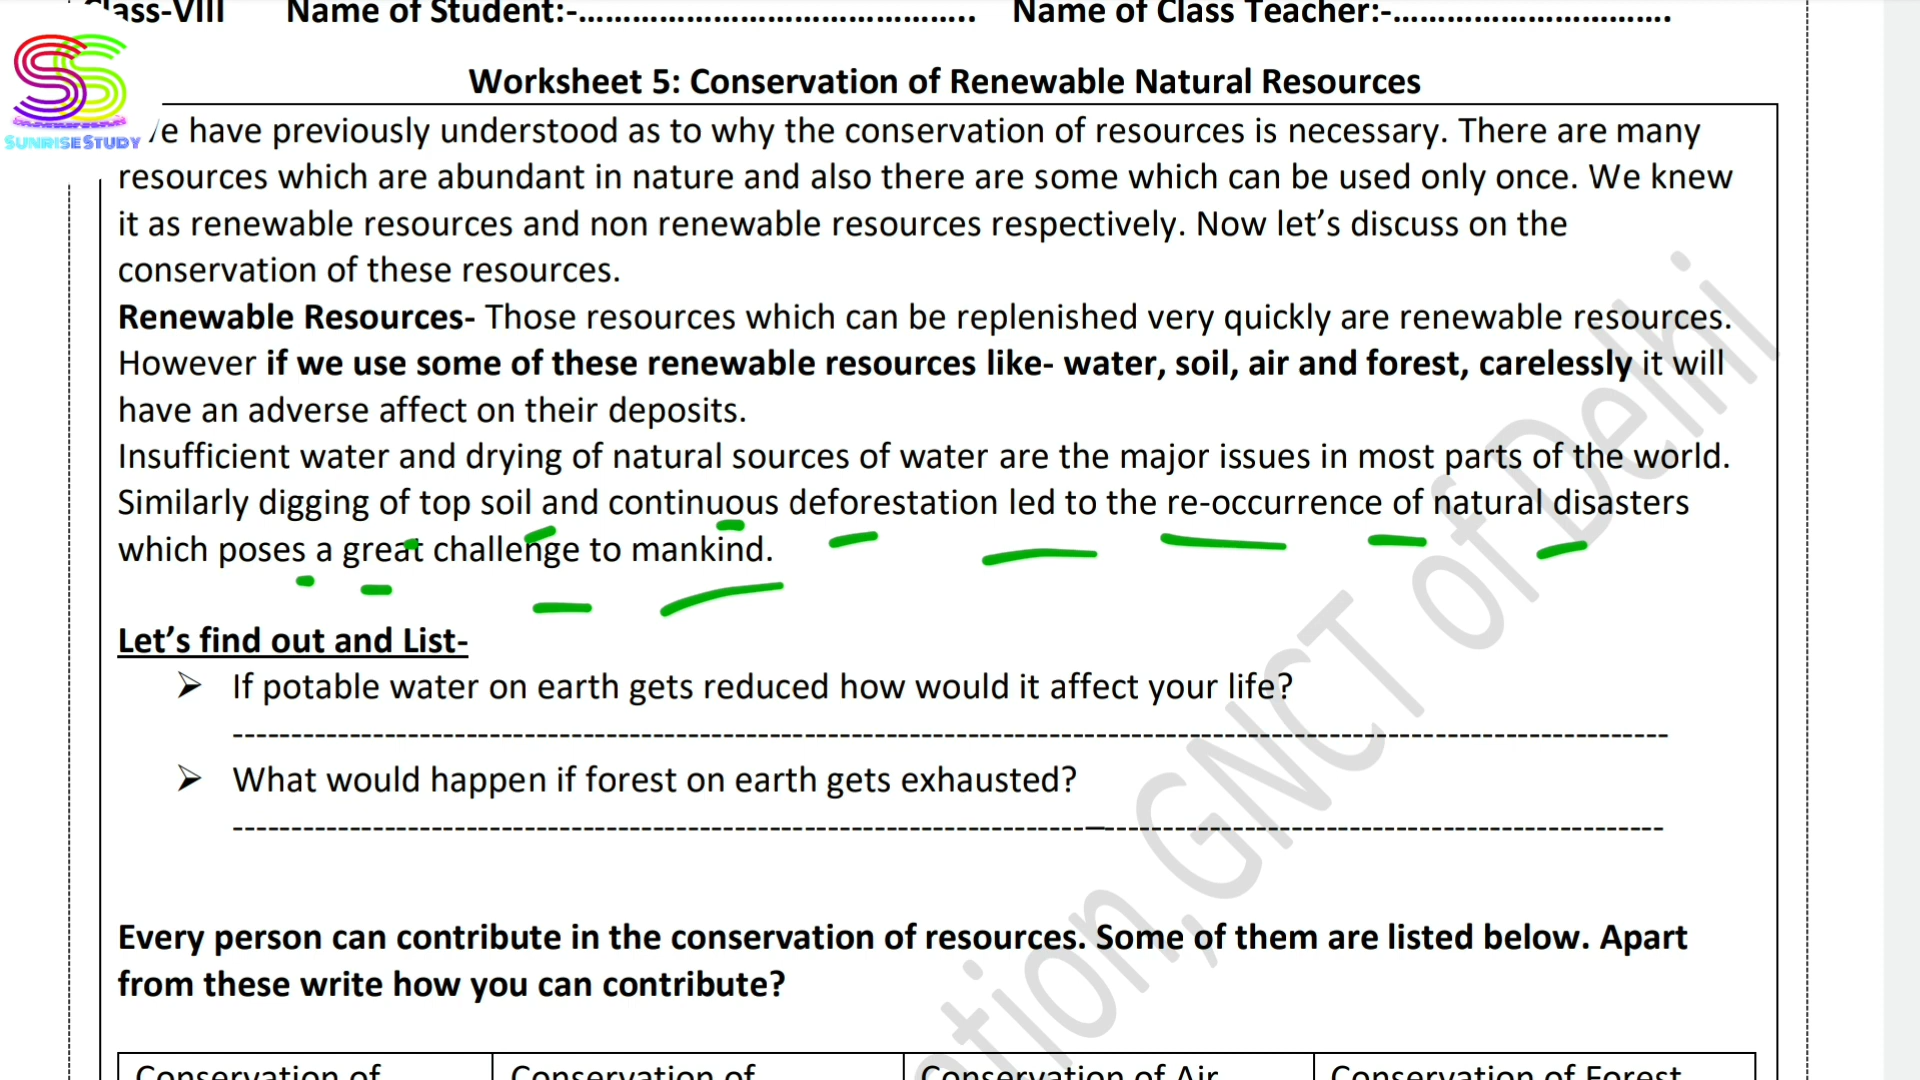 Class-VIII Name of Student:-…………………………………….. Name of Class Teacher:-………………………….
SUNRISE STUDY
Worksheet 5: Conservation of Renewable Natural Resources
We have previously understood as to why the conservation of resources is necessary. There are many
resources which are abundant in nature and also there are some which can be used only once. We knew
it as renewable resources and non renewable resources respectively. Now let’s discuss on the
conservation of these resources.
Renewable Resources- Those resources which can be replenished very quickly are renewable resources.
However if we use some of these renewable resources like- water, soil, air and forest, carelessly it will
have an adverse affect on their deposits.
Insufficient water and drying of natural sources of water are the major issues in most parts of the world.
Similarly digging of top soil and continuous deforestation led to the re-occurrence of natural disasters
which poses a great challenge to mankind.
Let’s find out and List-
➢ If potable water on earth gets reduced how would it affect your life?
➢ What would happen if forest on earth gets exhausted?
Every person can contribute in the conservation of resources. Some of them are listed below. Apart
from these write how you can contribute?
Conservation of Conservation of Conservation of Air Conservation of Forest
GNCT of Delhi